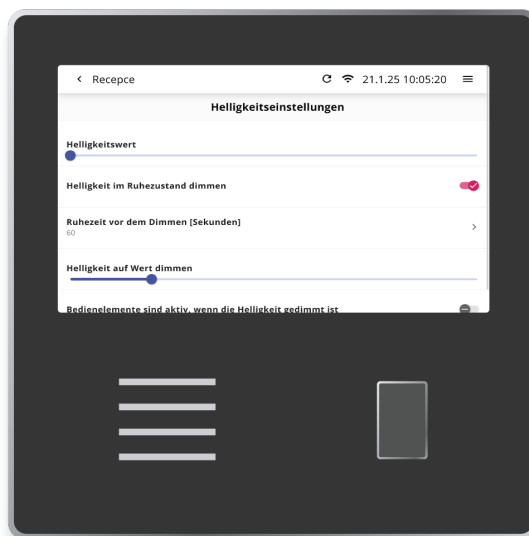 Recepce
21.1.25 10:05:20
Helligkeitseinstellungen
Helligkeitswert
Helligkeit im Ruhezustand dimmen
Ruhezeit vor dem Dimmen [Sekunden]
60
Helligkeit auf Wert dimmen
Bedienelemente sind aktiv, wenn die Helligkeit gedimmt ist